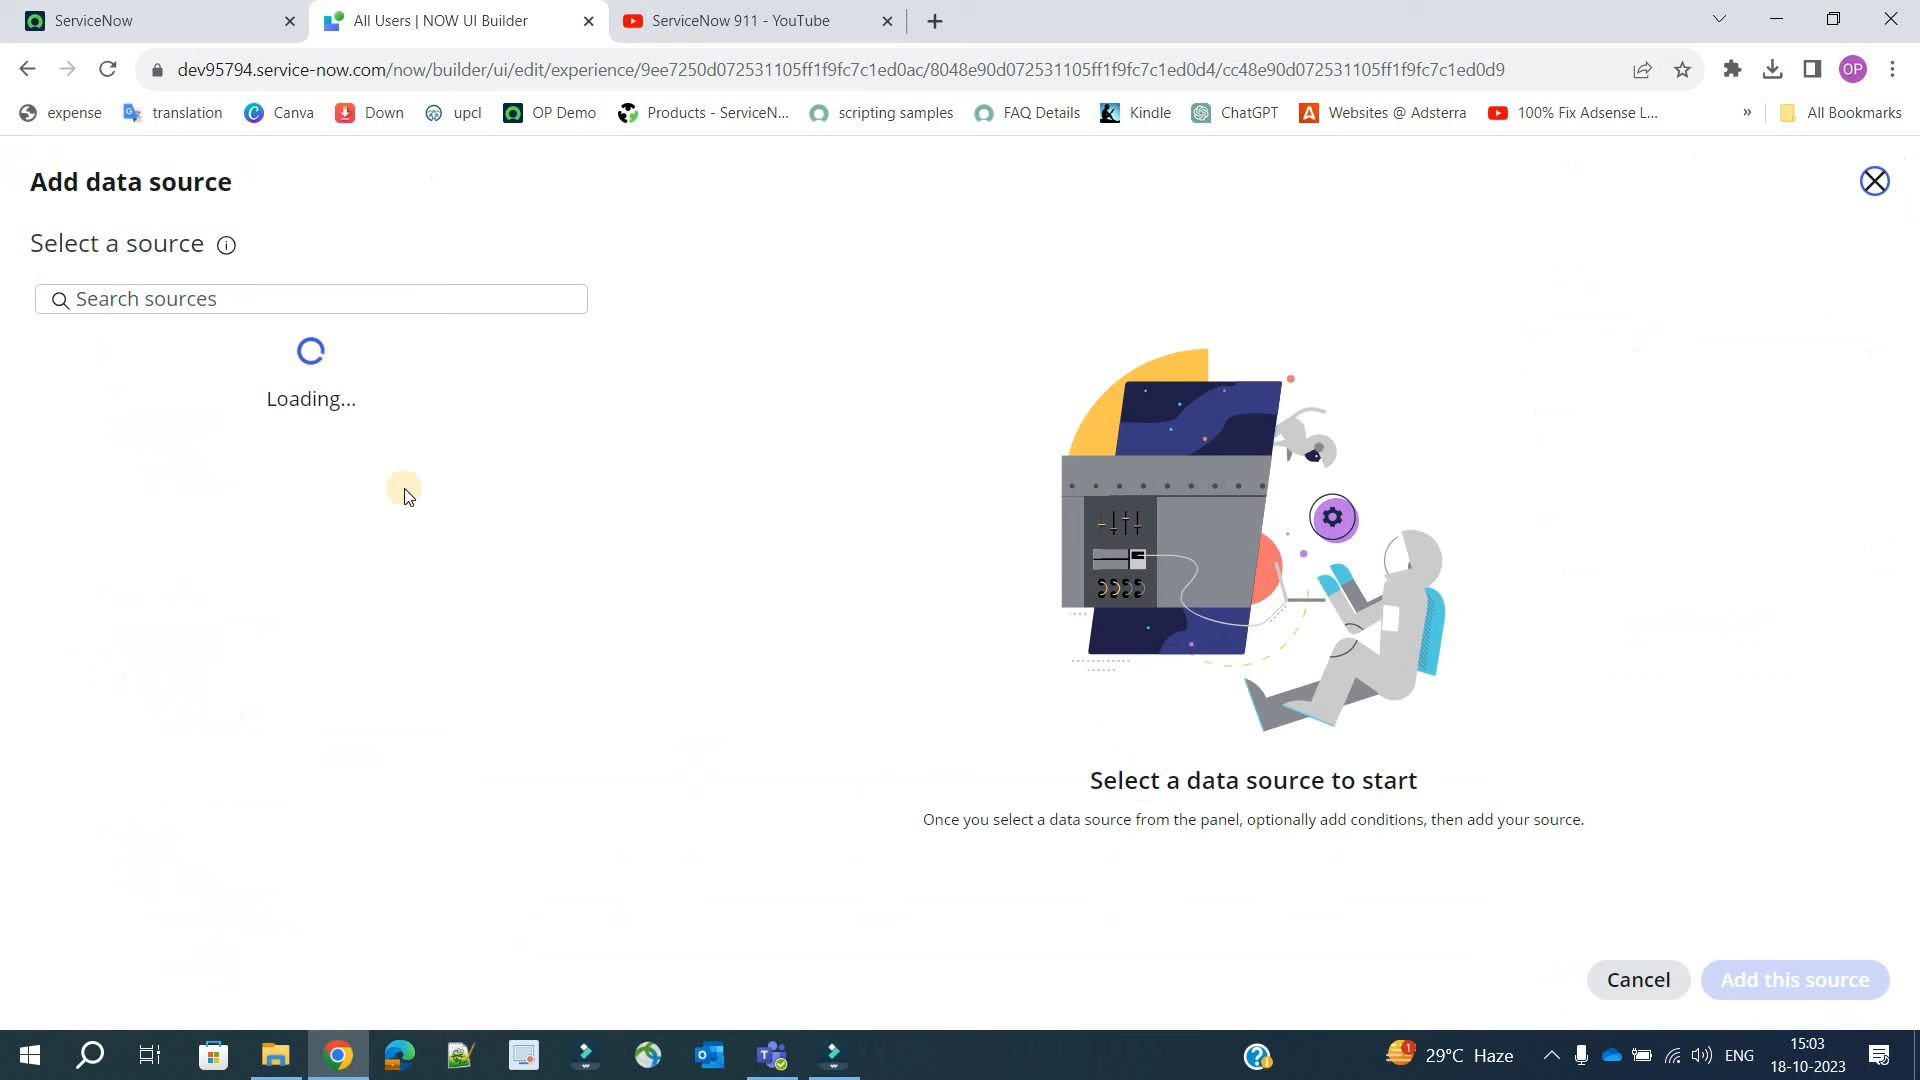 ServiceNow
All Users | NOW UI Builder
ServiceNow 911 - YouTube
dev95794.service-now.com/now/builder/ui/edit/experience/9ee7250d072531105ff1f9fc7c1ed0ac/8048e90d072531105ff1f9fc7c1ed0d4/cc48e90d072531105ff1f9fc7c1ed0d9
OP
expense
translation
Canva
Down
upcl
OP Demo
Products - ServiceN...
scripting samples
FAQ Details
Kindle
ChatGPT
Websites @ Adsterra
100% Fix Adsense L...
»
All Bookmarks
Add data source
Select a source
Search sources
Loading...
Select a data source to start
Once you select a data source from the panel, optionally add conditions, then add your source.
Cancel
Add this source
1
29°C Haze
ENG
15:03
18-10-2023